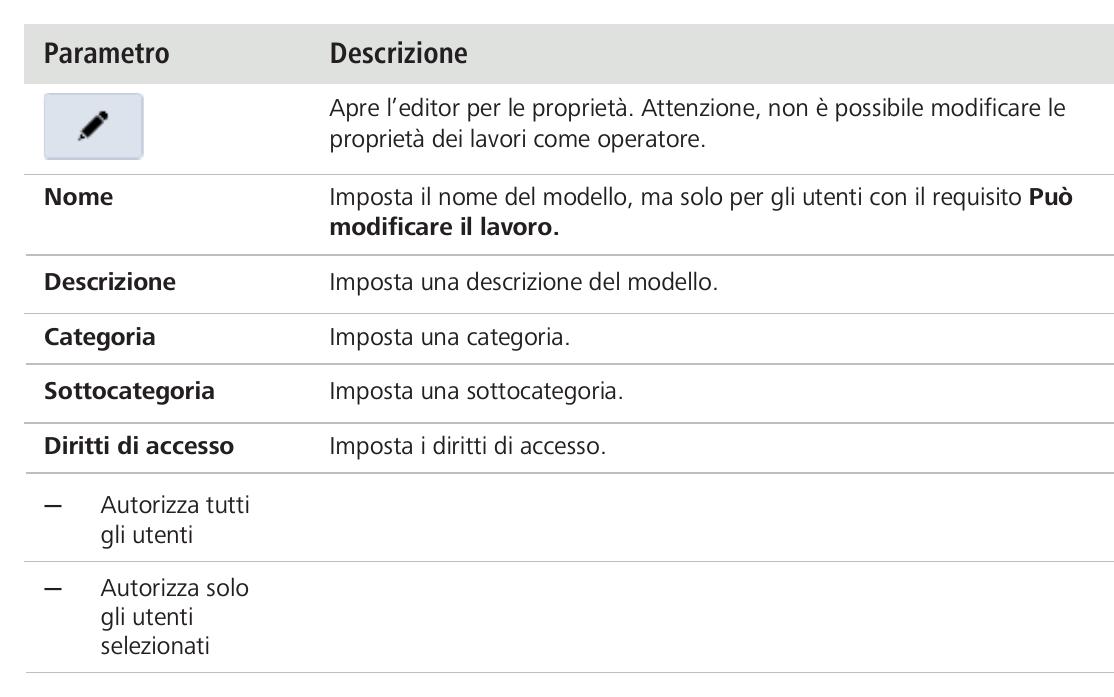 Parametro Descrizione
Apre l’editor per le proprietà. Attenzione, non è possibile modificare le
proprietà dei lavori come operatore.
Nome Imposta il nome del modello, ma solo per gli utenti con il requisito Può
modificare il lavoro.
Descrizione Imposta una descrizione del modello.
Categoria Imposta una categoria.
Sottocategoria Imposta una sottocategoria.
Diritti di accesso Imposta i diritti di accesso.
— Autorizza tutti
gli utenti
— Autorizza solo
gli utenti
selezionati